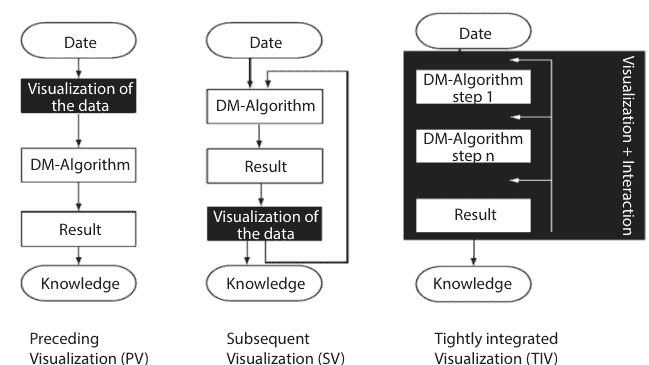 Date
Visualization of
the data
DM-Algorithm
Result
Knowledge
Preceding
Visualization (PV)
Date
DM-Algorithm
Result
Visualization of
the data
Knowledge
Subsequent
Visualization (SV)
Date
DM-Algorithm
step 1
DM-Algorithm
step n
Result
Visualization + Interaction
Knowledge
Tightly integrated
Visualization (TIV)